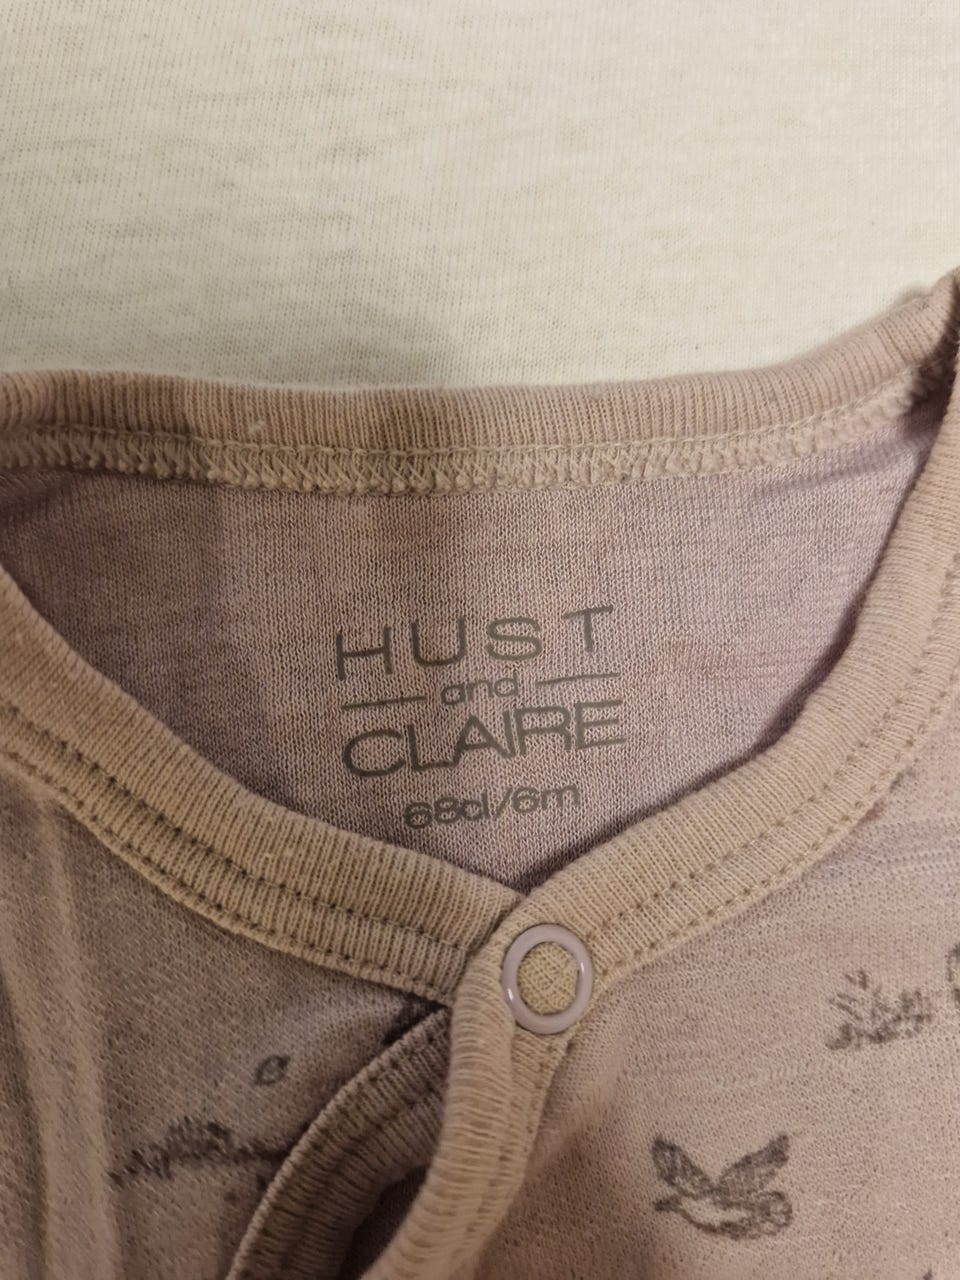 HUST
and
CLAIRE
68cl/6m